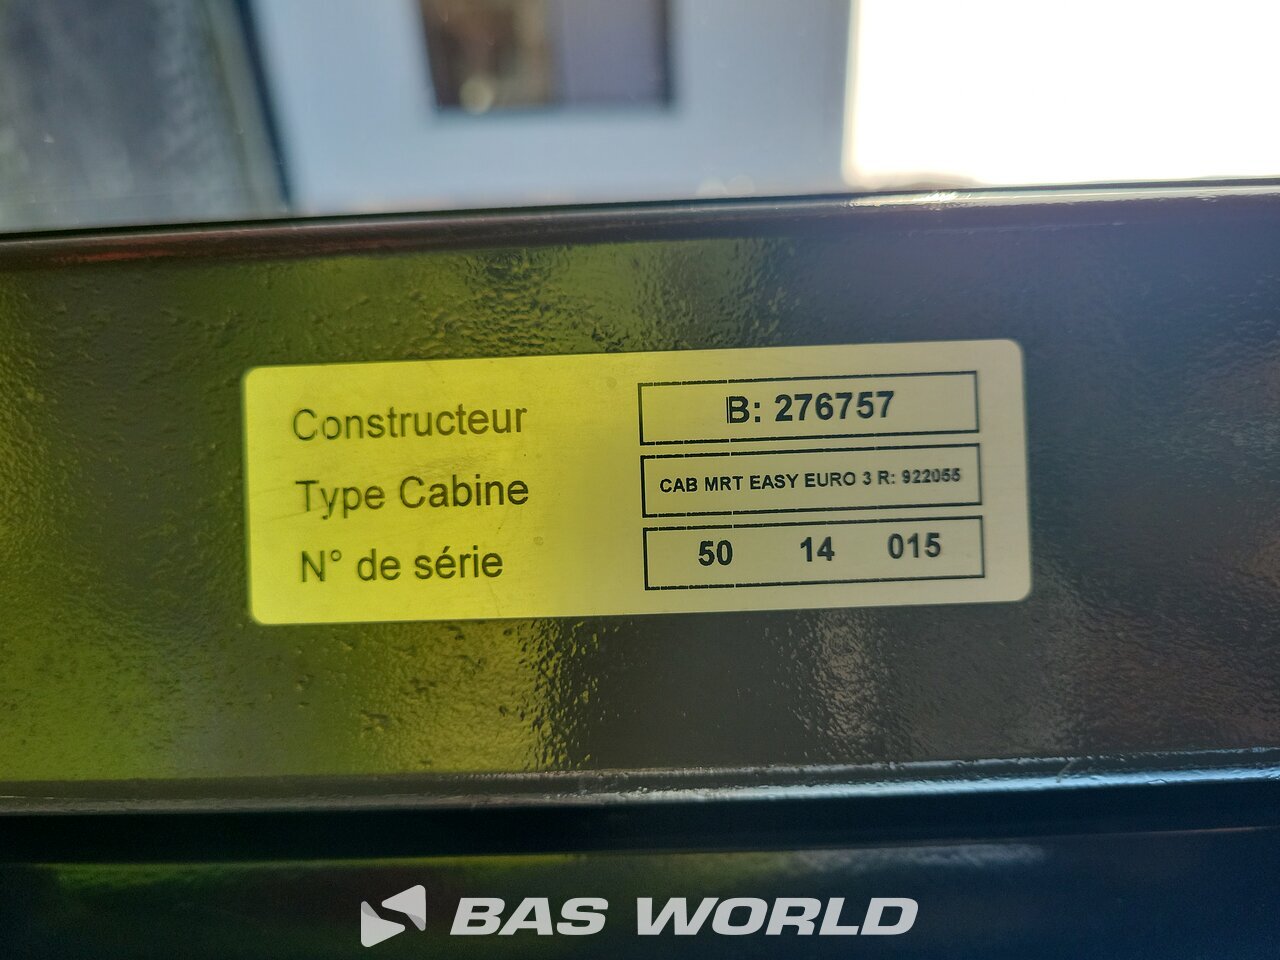 Constructeur B: 276757
Type Cabine CAB MRT EASY EURO 3 R: 922055
N° de série 50 14 015
BAS WORLD